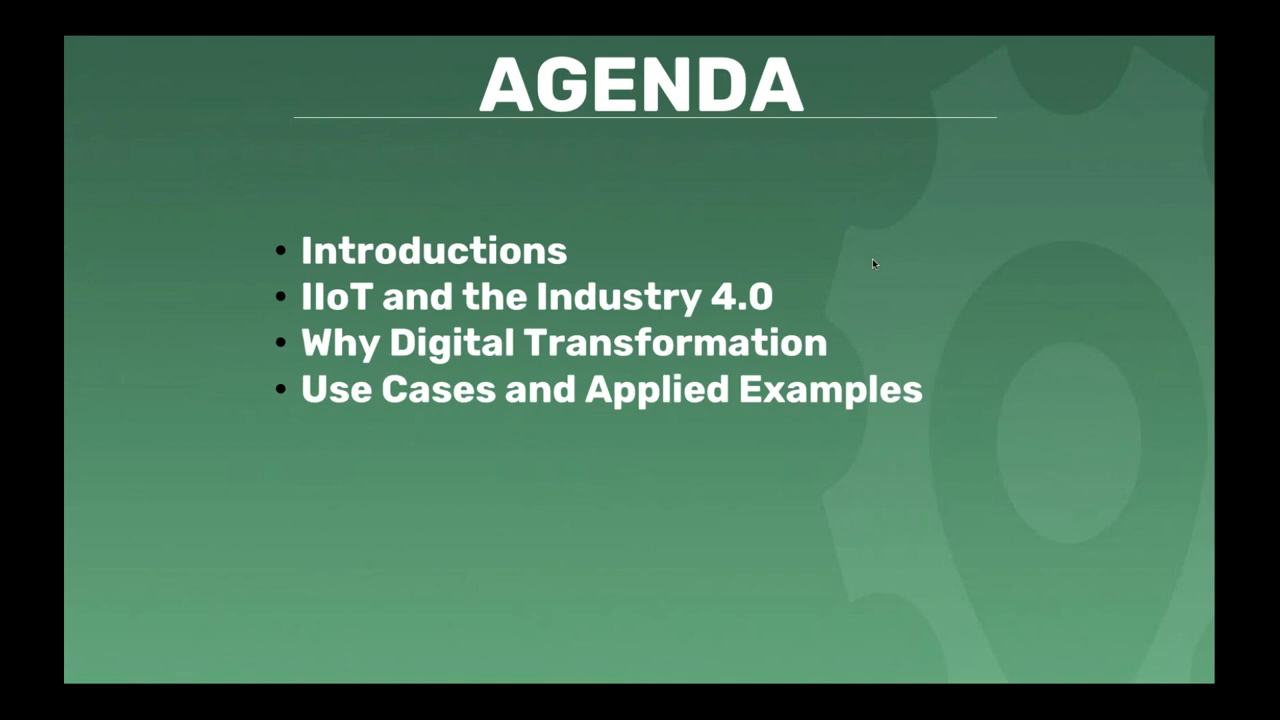 AGENDA
• Introductions
• IIoT and the Industry 4.0
• Why Digital Transformation
• Use Cases and Applied Examples